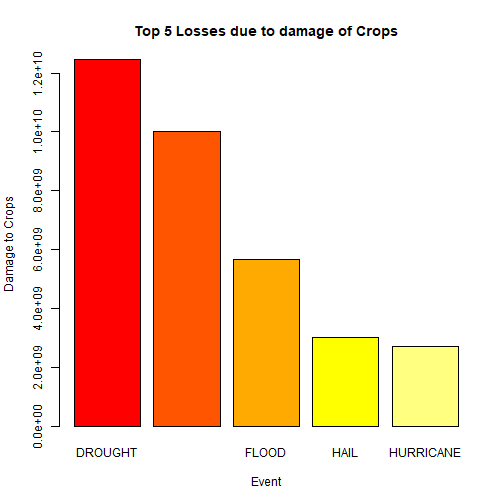 Top 5 Losses due to damage of Crops
Damage to Crops
1.2e+10
1.0e+10
8.0e+09
6.0e+09
4.0e+09
2.0e+09
0.0e+00
DROUGHT FLOOD HAIL HURRICANE
Event